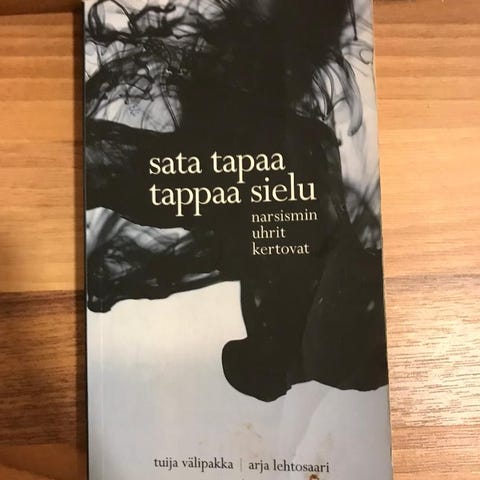 sata tapaa
tappaa sielu
narsismin
uhrit
kertovat
tuija välipakka | arja lehtosaari